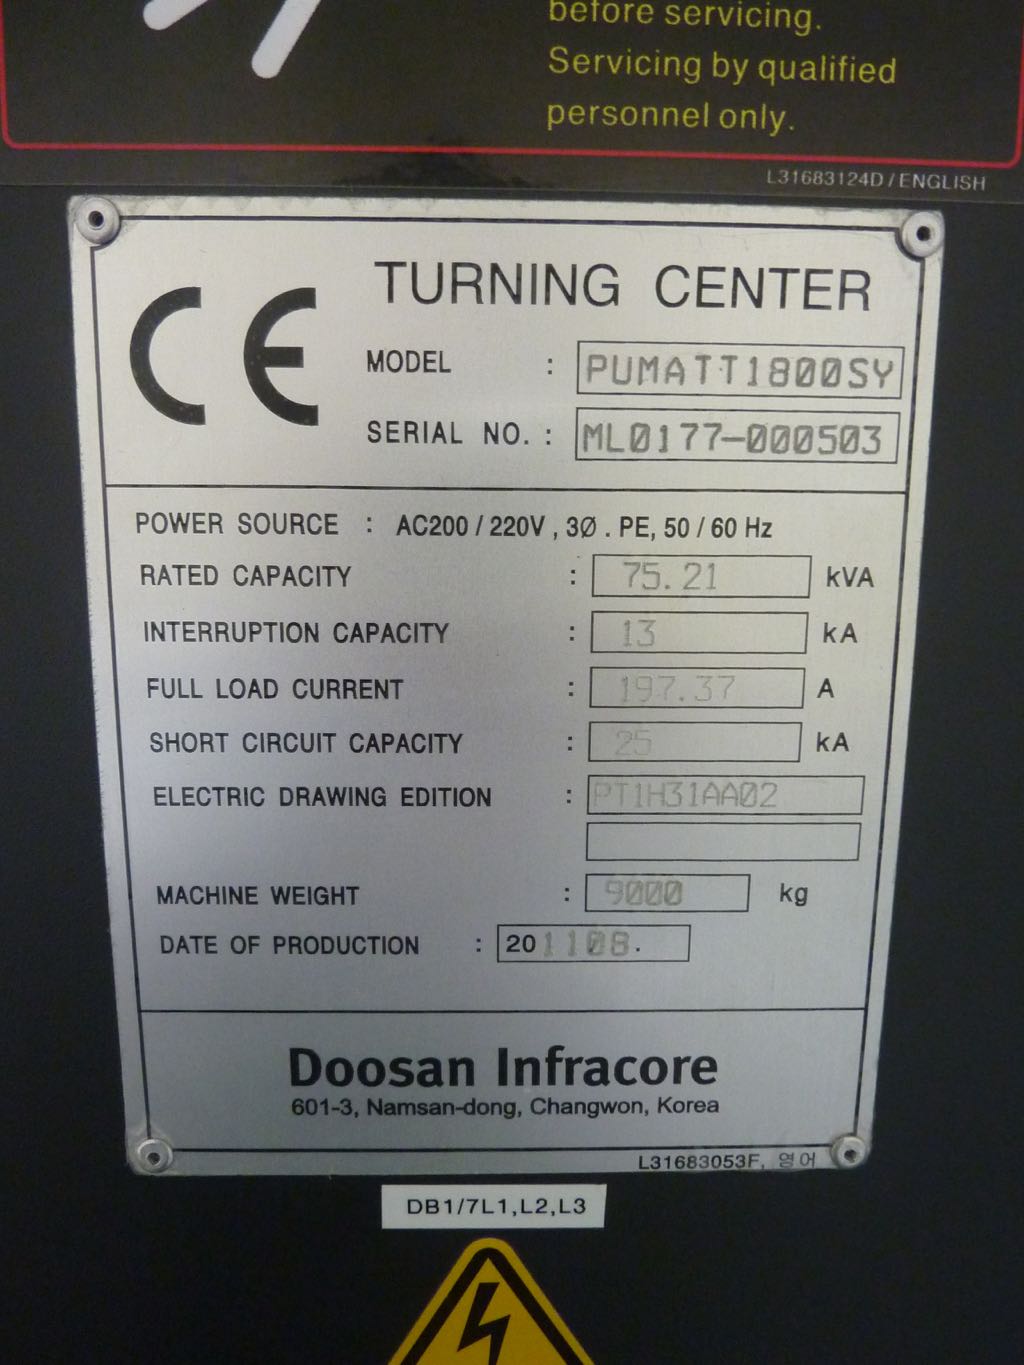 before servicing.
Servicing by qualified
personnel only.
L31683124D/ENGLISH
CE
TURNING CENTER
MODEL : PUMATT1800SY
SERIAL NO. : ML0177-000503
POWER SOURCE : AC200 / 220V , 3Ø . PE, 50 / 60 Hz
RATED CAPACITY : 75.21 kVA
INTERRUPTION CAPACITY : 13 kA
FULL LOAD CURRENT : 197.37 A
SHORT CIRCUIT CAPACITY : 25 kA
ELECTRIC DRAWING EDITION : PT1H31AA02
MACHINE WEIGHT : 9000 kg
DATE OF PRODUCTION : 201108.
Doosan Infracore
601-3, Namsan-dong, Changwon, Korea
L31683053F, 영어
DB1/7L1,L2,L3